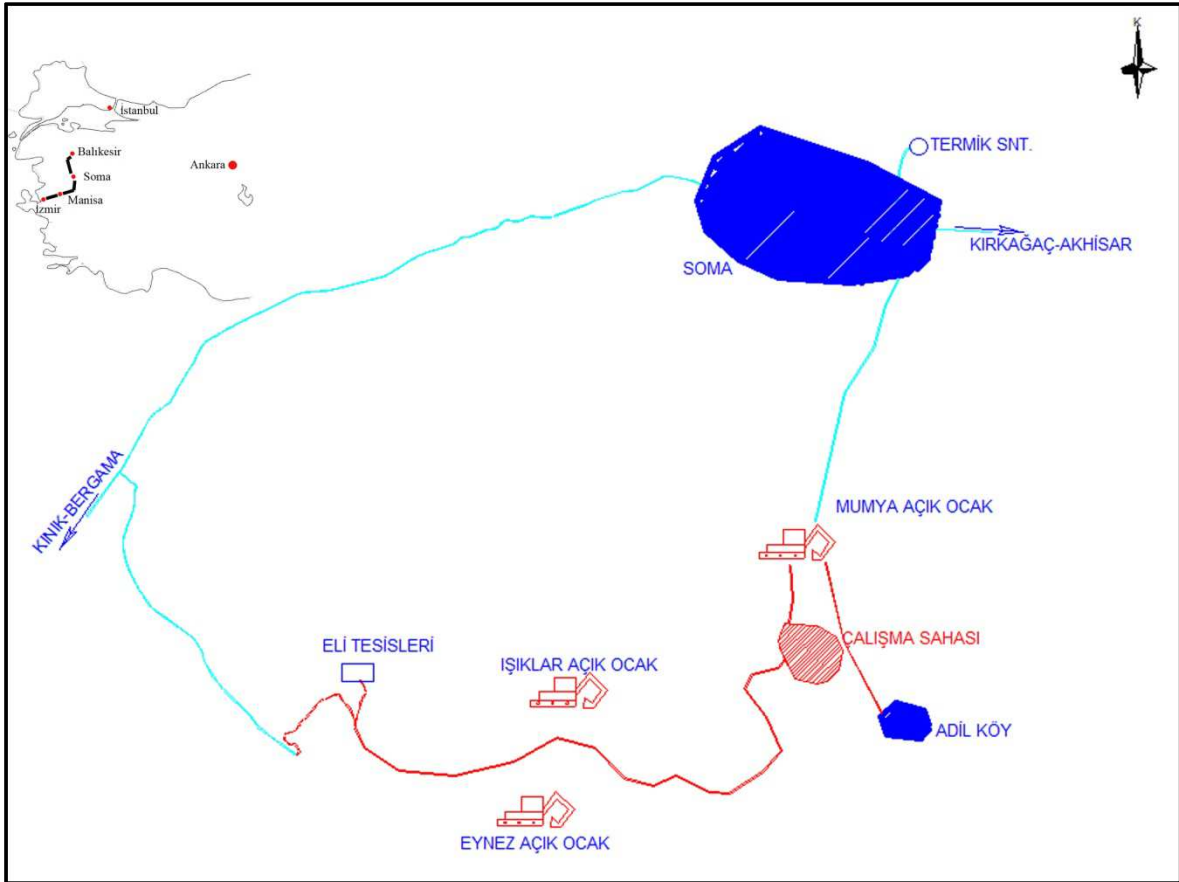 K
İstanbul
Balıkesir
Ankara
Soma
Manisa
İzmir
TERMİK SNT.
KIRKAĞAÇ-AKHİSAR
SOMA
KINIK-BERGAMA
MUMYA AÇIK OCAK
ELİ TESİSLERİ
IŞIKLAR AÇIK OCAK
ÇALIŞMA SAHASI
ADİL KÖY
EYNEZ AÇIK OCAK